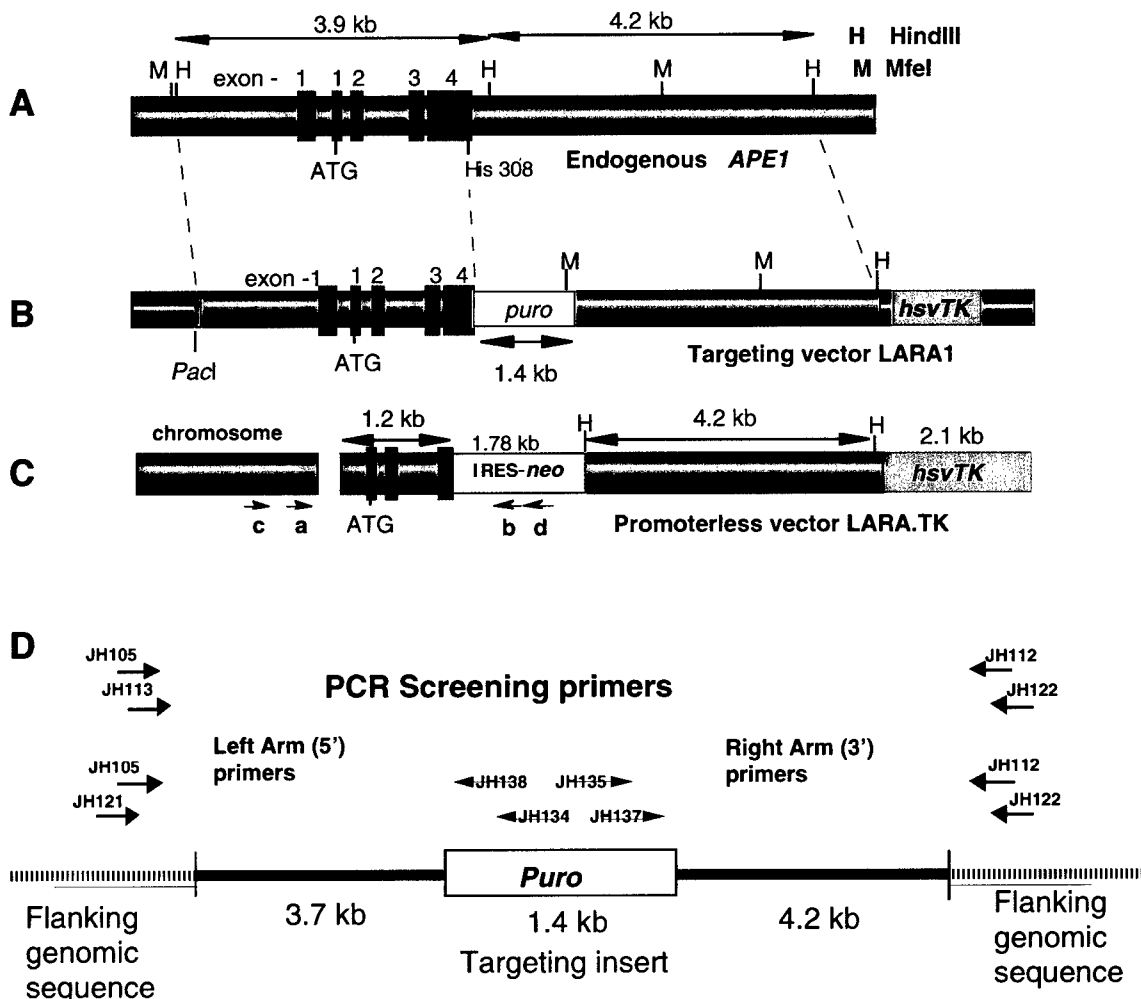 3.9 kb 4.2 kb H HindIII
M H exon - 1 1 2 3 4 H M H M MfeI
A
ATG His 308 Endogenous APE1
exon -1 1 2 3 4 M M H
B puro hsvTK
PacI ATG 1.4 kb Targeting vector LARA1
chromosome 1.2 kb 1.78 kb H 4.2 kb H 2.1 kb
C IRES-neo hsvTK
c a ATG b d Promoterless vector LARA.TK
D
JH105 JH112
JH113 PCR Screening primers JH122
Left Arm (5') Right Arm (3')
primers primers
JH105 JH138 JH135 JH112
JH121 JH134 JH137 JH122
Puro
Flanking 3.7 kb 1.4 kb 4.2 kb Flanking
genomic Targeting insert genomic
sequence sequence